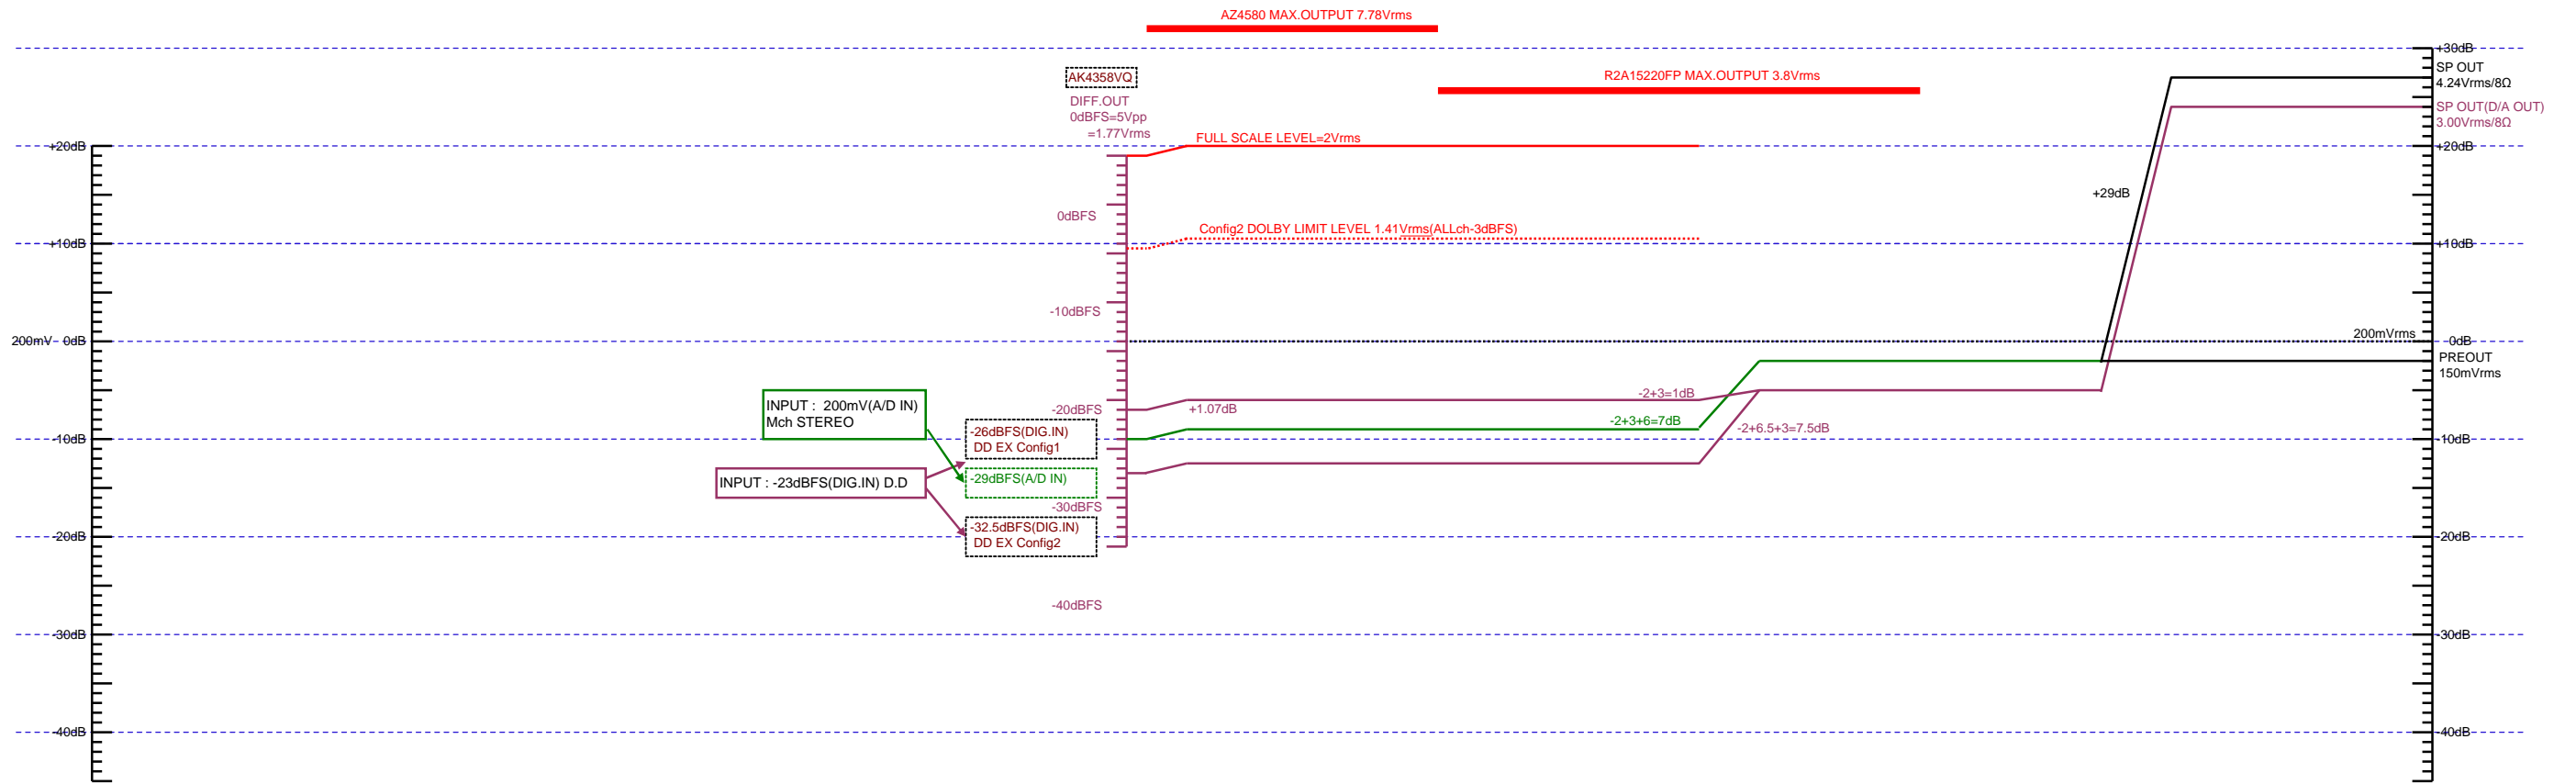 AZ4580 MAX.OUTPUT 7.78Vrms
+30dB
SP OUT
4.24Vrms/8Ω
AK4358VQ
R2A15220FP MAX.OUTPUT 3.8Vrms
DIFF.OUT
0dBFS=5Vpp
=1.77Vrms
SP OUT(D/A OUT)
3.00Vrms/8Ω
FULL SCALE LEVEL=2Vrms
+20dB
+20dB
+29dB
0dBFS
Config2 DOLBY LIMIT LEVEL 1.41Vrms(ALLch-3dBFS)
+10dB
+10dB
-10dBFS
200mV 0dB
200mVrms
0dB
PREOUT
150mVrms
-2+3=1dB
INPUT : 200mV(A/D IN)
Mch STEREO
-20dBFS
+1.07dB
-2+3+6=7dB
-2+6.5+3=7.5dB
-10dB
-26dBFS(DIG.IN)
DD EX Config1
-10dB
INPUT : -23dBFS(DIG.IN) D.D
-29dBFS(A/D IN)
-30dBFS
-32.5dBFS(DIG.IN)
DD EX Config2
-20dB
-20dB
-40dBFS
-30dB
-30dB
-40dB
-40dB